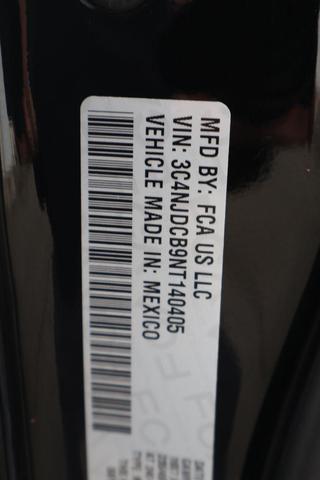 MFD BY: FCA US LLC
VIN: 3C4NJDCB9NT140405
VEHICLE MADE IN: MEXICO